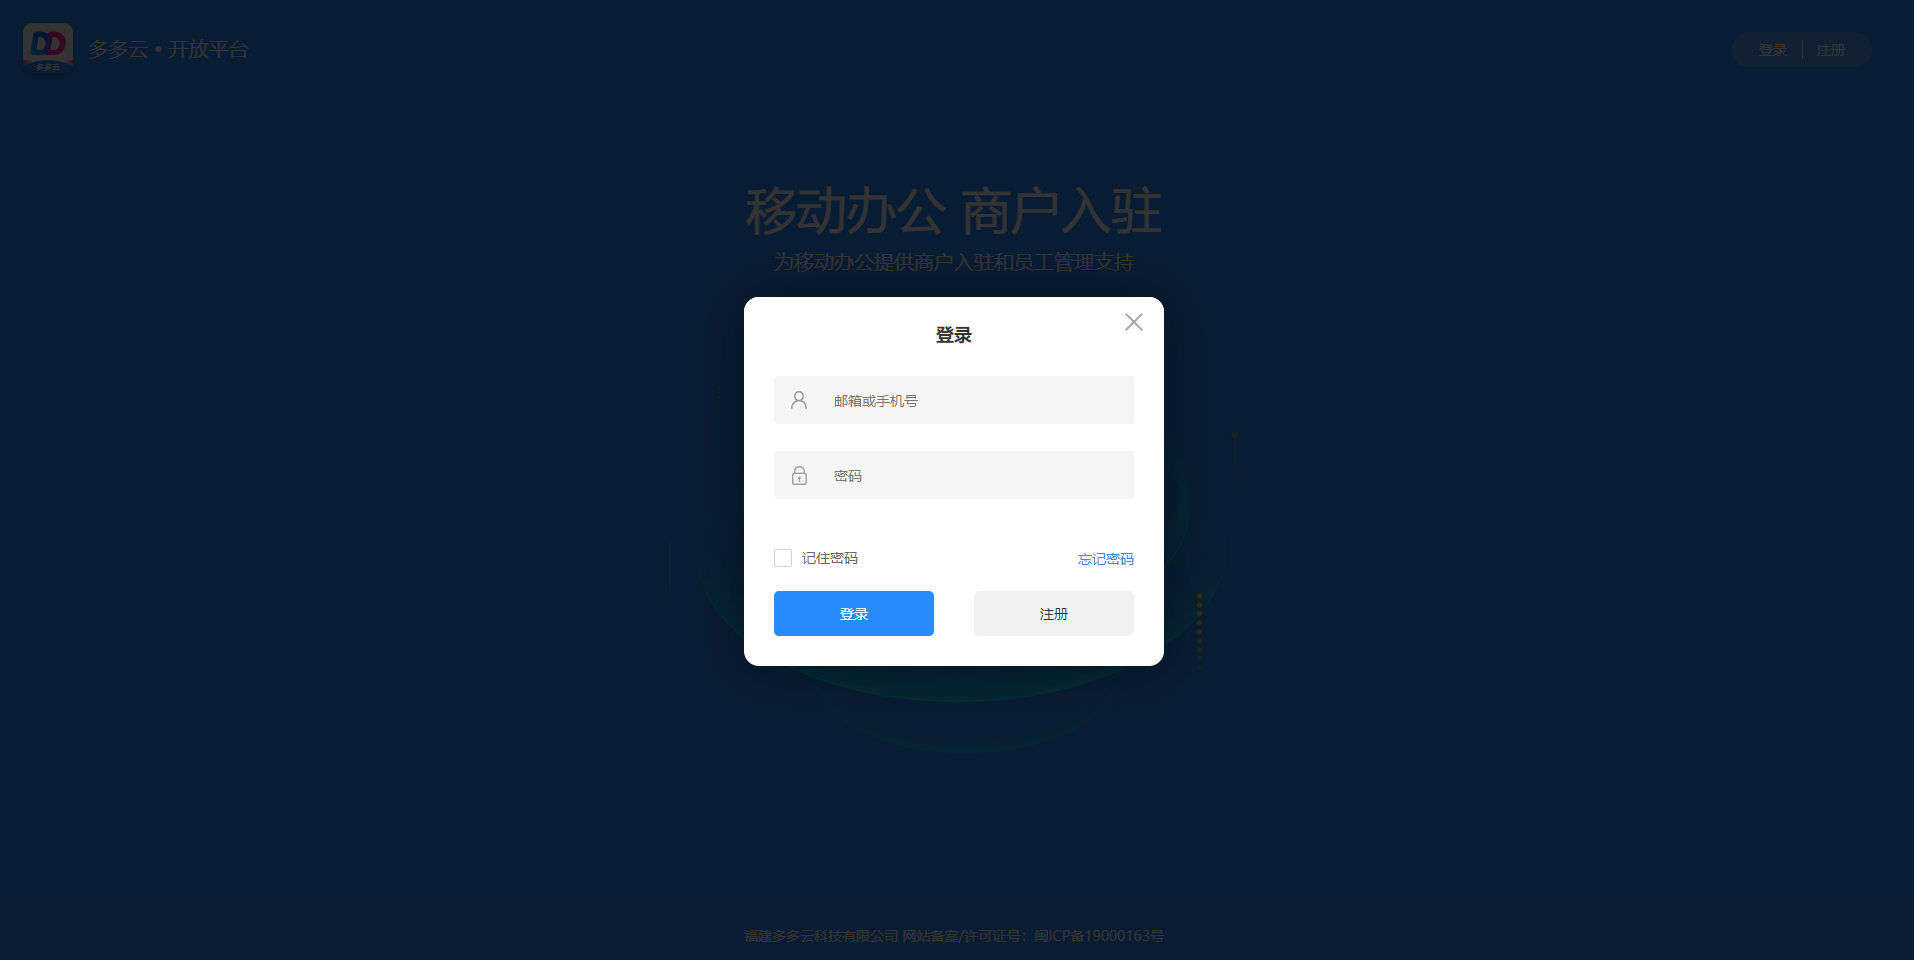 DD
多多云
多多云 • 开放平台
登录
注册
移动办公 商户入驻
为移动办公提供商户入驻和员工管理支持
登录
邮箱或手机号
密码
记住密码
忘记密码
登录
注册
福建多多云科技有限公司 网站备案/许可证号：闽ICP备19000163号